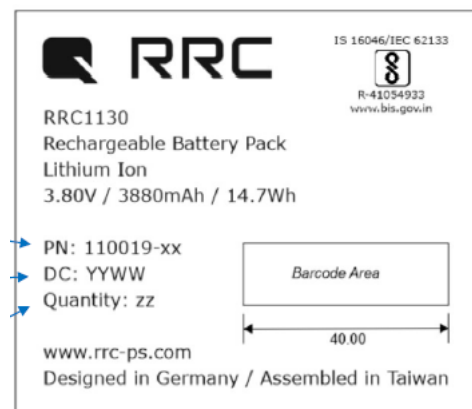 RRC
IS 16046/IEC 62133
R-41054933
www.bis.gov.in
RRC1130
Rechargeable Battery Pack
Lithium Ion
3.80V / 3880mAh / 14.7Wh
PN: 110019-xx
DC: YYWW
Quantity: zz
Barcode Area
40.00
www.rrc-ps.com
Designed in Germany / Assembled in Taiwan